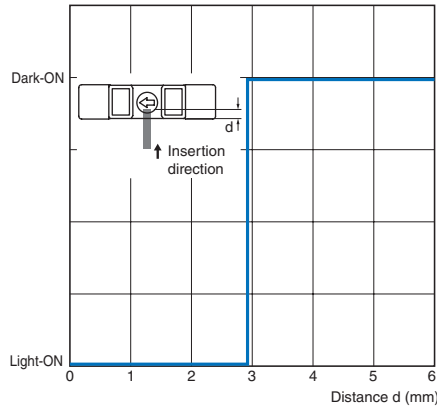 Dark-ON
d
Insertion
direction
Light-ON
0 1 2 3 4 5 6
Distance d (mm)